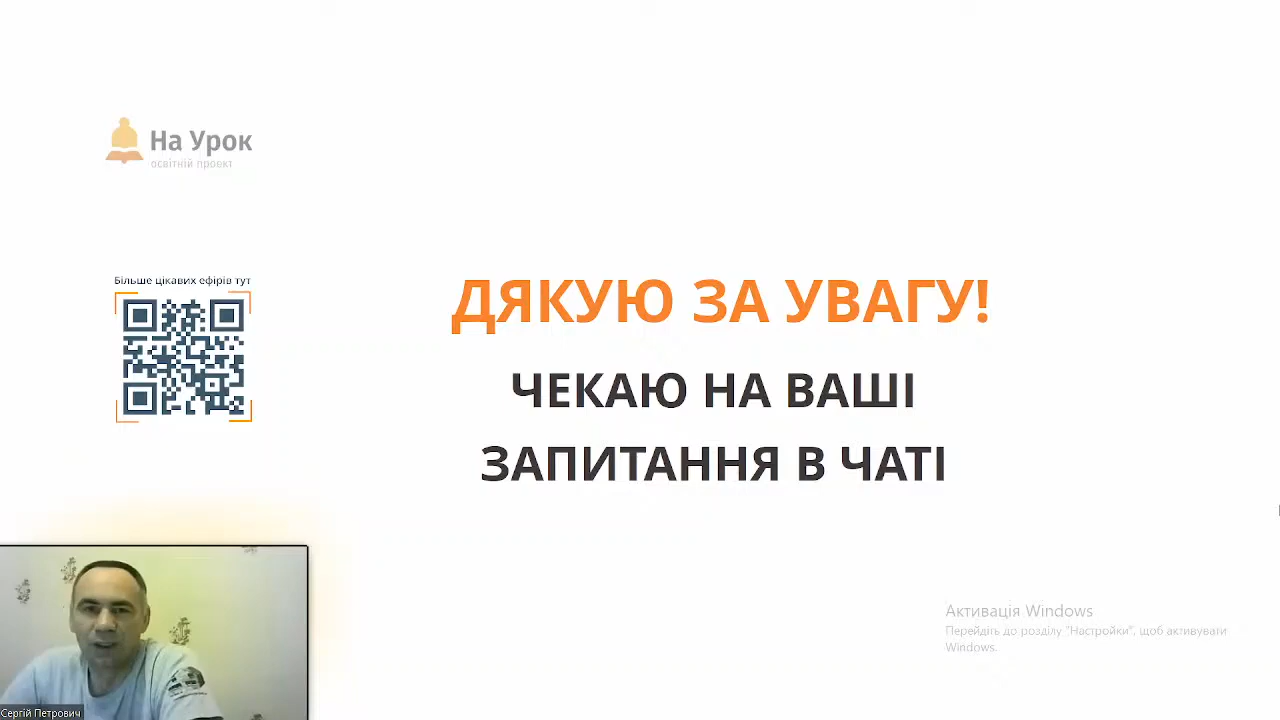 На Урок
освітній проект
Більше цікавих ефірів тут
ДЯКУЮ ЗА УВАГУ!
ЧЕКАЮ НА ВАШІ
ЗАПИТАННЯ В ЧАТІ
Активація Windows
Перейдіть до розділу "Настройки", щоб активувати
Windows.
Сергій Петрович